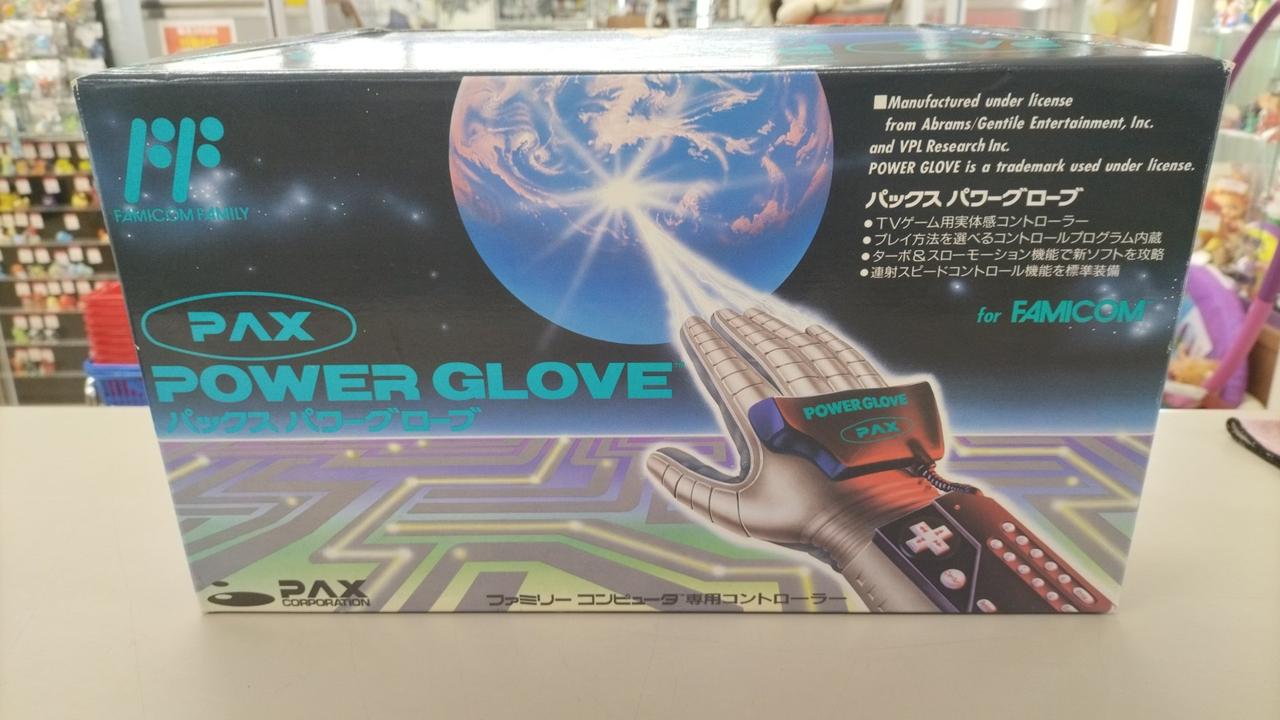 FF
FAMICOM FAMILY
PAX
POWER GLOVE™
パックス パワーグローブ
■Manufactured under license
from Abrams/Gentile Entertainment, Inc.
and VPL Research Inc.
POWER GLOVE is a trademark used under license.
パックス パワーグローブ
●TVゲーム用実体感コントローラー
●プレイ方法を選べるコントロールプログラム内蔵
●ターボ&スローモーション機能で新ソフトを攻略
●連射スピードコントロール機能を標準装備
for FAMICOM™
POWER GLOVE
PAX
PAX
CORPORATION
ファミリー コンピュータ™専用コントローラー